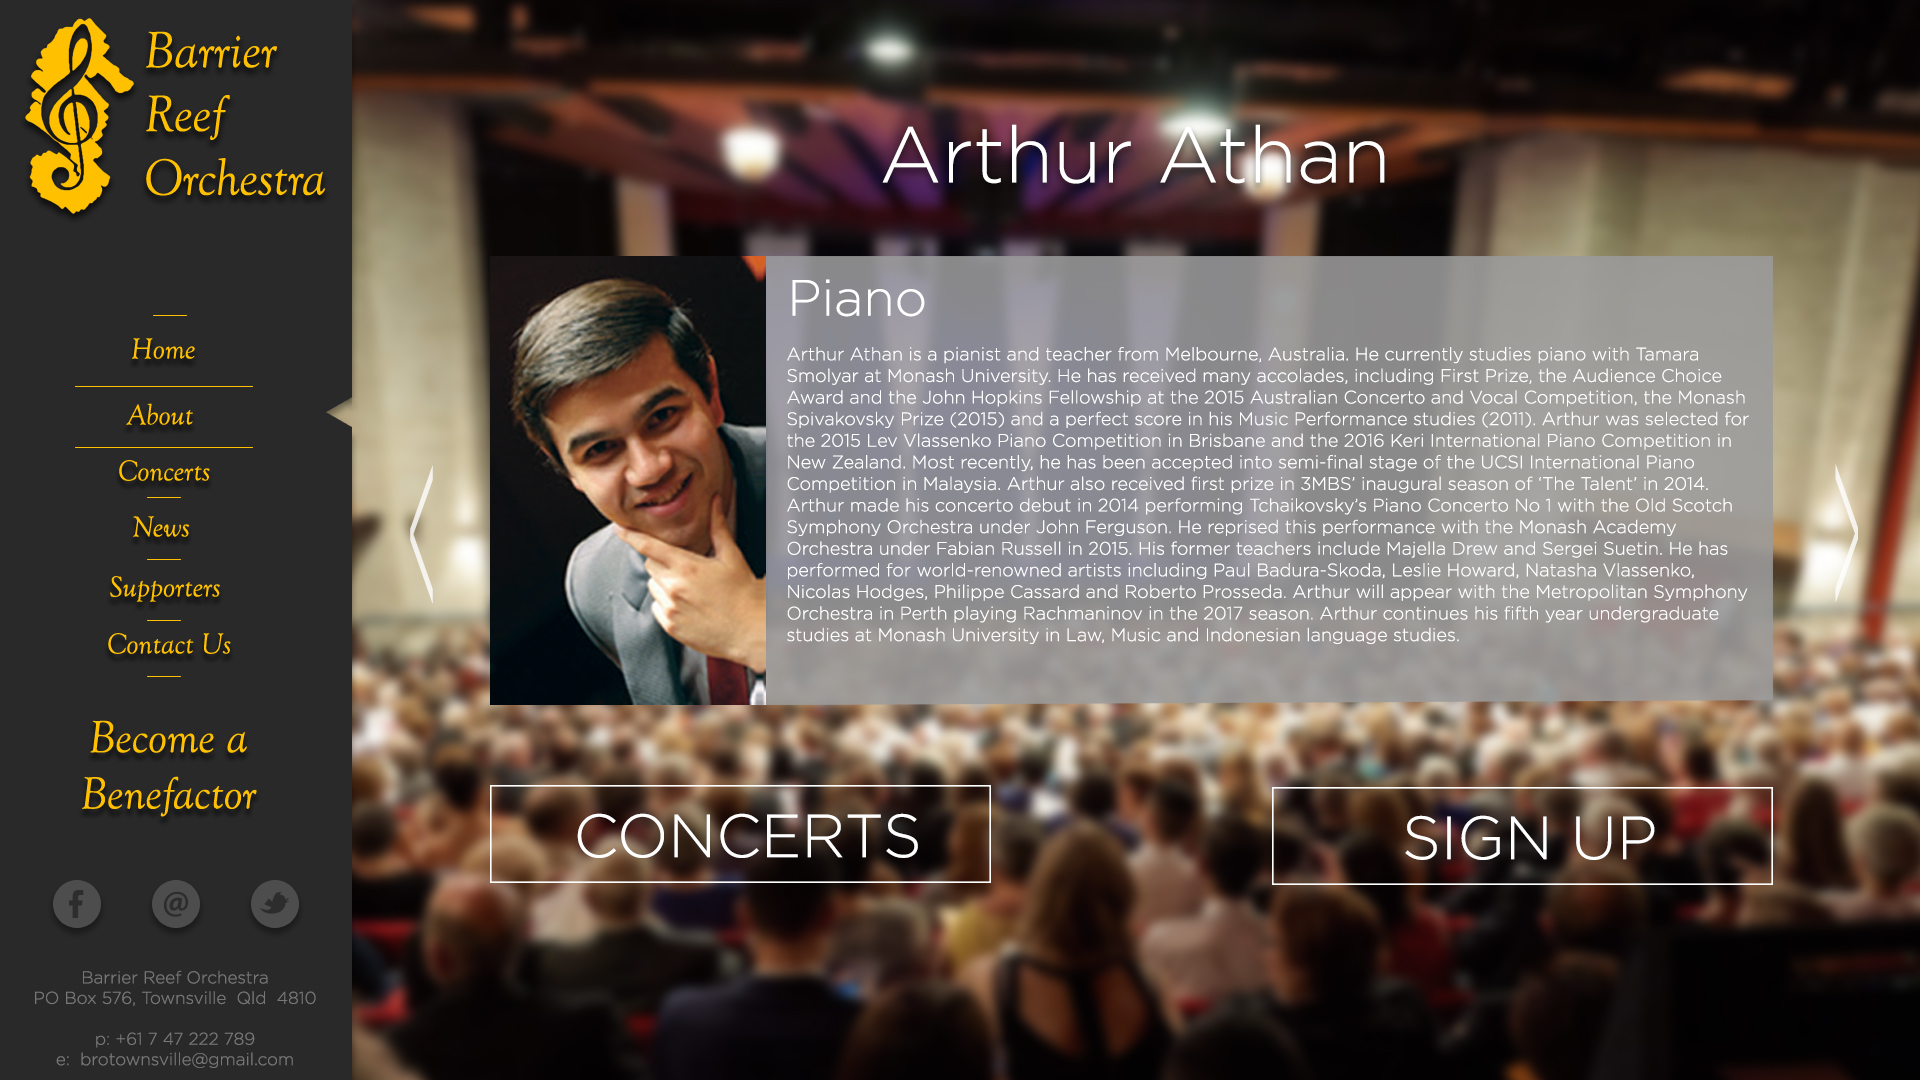 Barrier
Reef
Orchestra
Home
About
Concerts
News
Supporters
Contact Us
Become a
Benefactor
f
@
Barrier Reef Orchestra
PO Box 576, Townsville Qld 4810
p: +61 7 47 222 789
e: brotownsville@gmail.com
Arthur Athan
Piano
Arthur Athan is a pianist and teacher from Melbourne, Australia. He currently studies piano with Tamara
Smolyar at Monash University. He has received many accolades, including First Prize, the Audience Choice
Award and the John Hopkins Fellowship at the 2015 Australian Concerto and Vocal Competition, the Monash
Spivakovsky Prize (2015) and a perfect score in his Music Performance studies (2011). Arthur was selected for
the 2015 Lev Vlassenko Piano Competition in Brisbane and the 2016 Keri International Piano Competition in
New Zealand. Most recently, he has been accepted into semi-final stage of the UCSI International Piano
Competition in Malaysia. Arthur also received first prize in 3MBS’ inaugural season of ‘The Talent’ in 2014.
Arthur made his concerto debut in 2014 performing Tchaikovsky’s Piano Concerto No 1 with the Old Scotch
Symphony Orchestra under John Ferguson. He reprised this performance with the Monash Academy
Orchestra under Fabian Russell in 2015. His former teachers include Majella Drew and Sergei Suetin. He has
performed for world-renowned artists including Paul Badura-Skoda, Leslie Howard, Natasha Vlassenko,
Nicolas Hodges, Philippe Cassard and Roberto Prosseda. Arthur will appear with the Metropolitan Symphony
Orchestra in Perth playing Rachmaninov in the 2017 season. Arthur continues his fifth year undergraduate
studies at Monash University in Law, Music and Indonesian language studies.
CONCERTS
SIGN UP